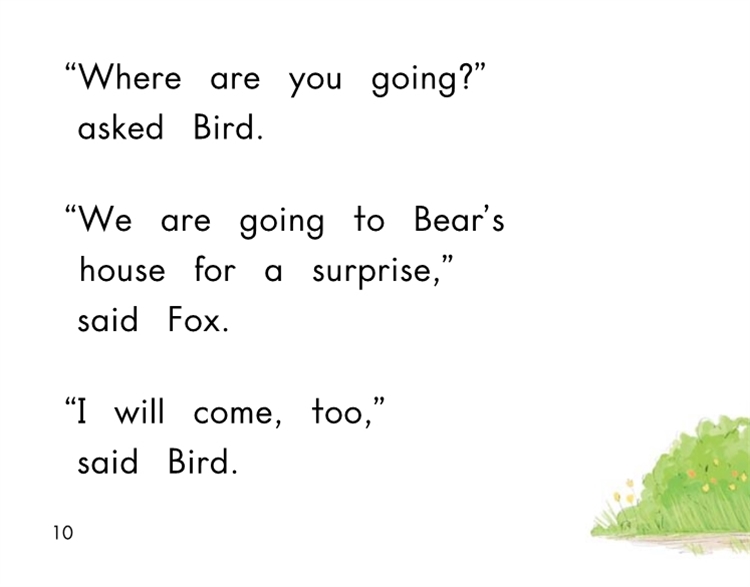 “Where are you going?”
asked Bird.
“We are going to Bear’s
house for a surprise,”
said Fox.
“I will come, too,”
said Bird.
10